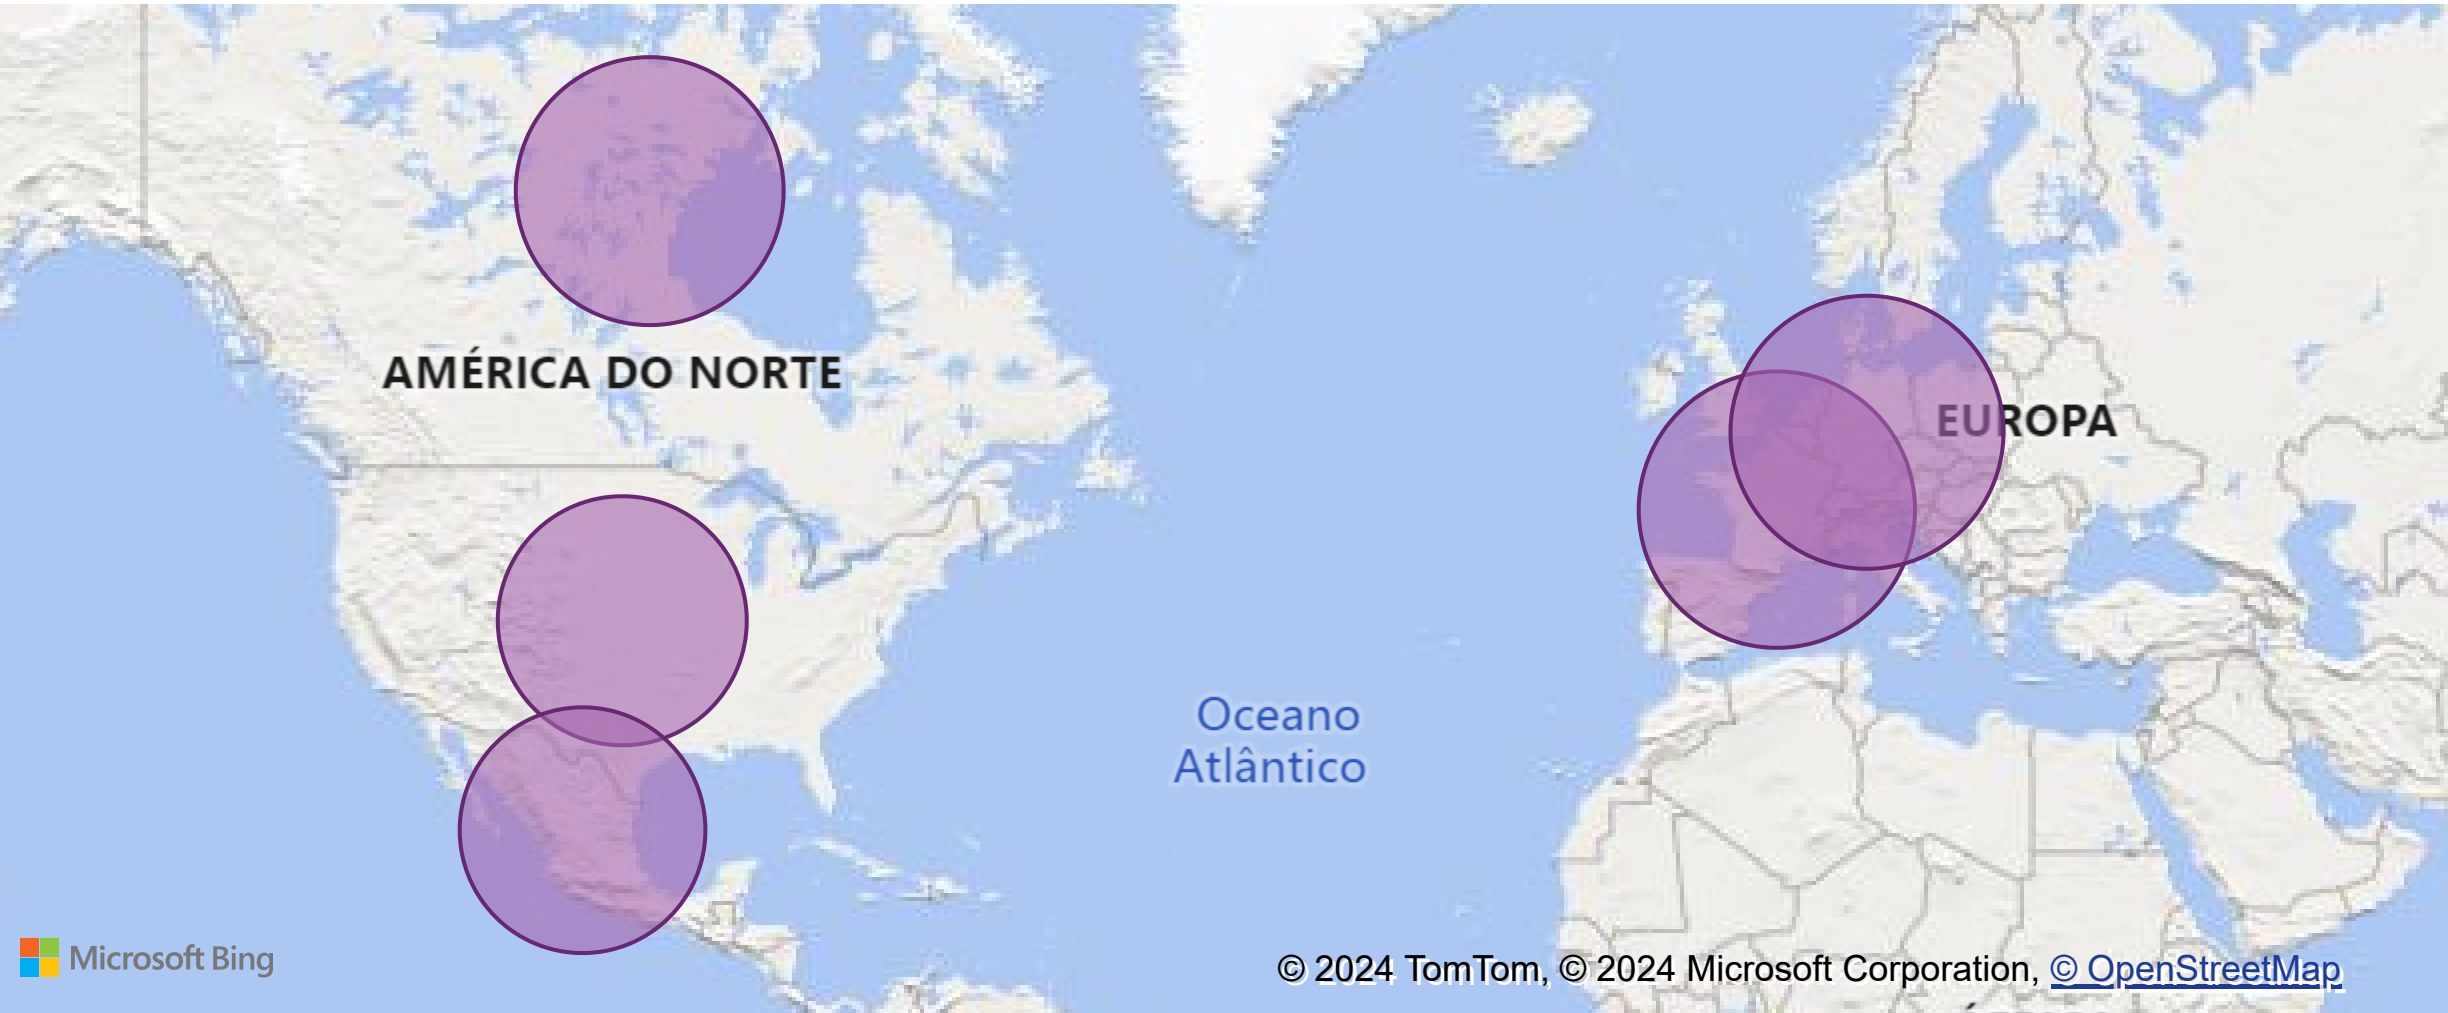 AMÉRICA DO NORTE
EUROPA
Oceano
Atlântico
Microsoft Bing
© 2024 TomTom, © 2024 Microsoft Corporation, © OpenStreetMap